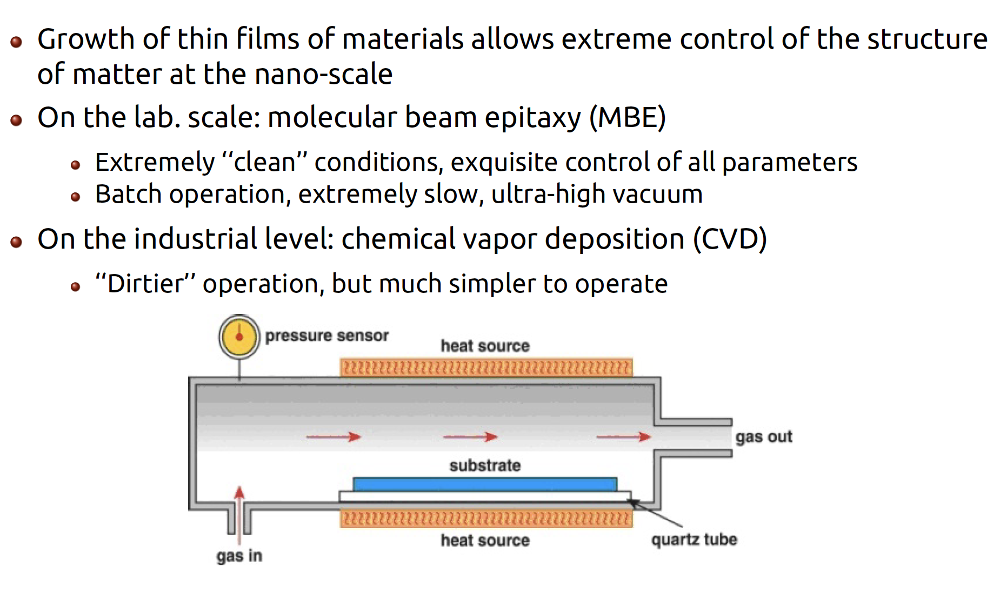 Growth of thin films of materials allows extreme control of the structure
of matter at the nano-scale
On the lab. scale: molecular beam epitaxy (MBE)
Extremely “clean” conditions, exquisite control of all parameters
Batch operation, extremely slow, ultra-high vacuum
On the industrial level: chemical vapor deposition (CVD)
“Dirtier” operation, but much simpler to operate
pressure sensor
heat source
gas out
substrate
heat source
quartz tube
gas in